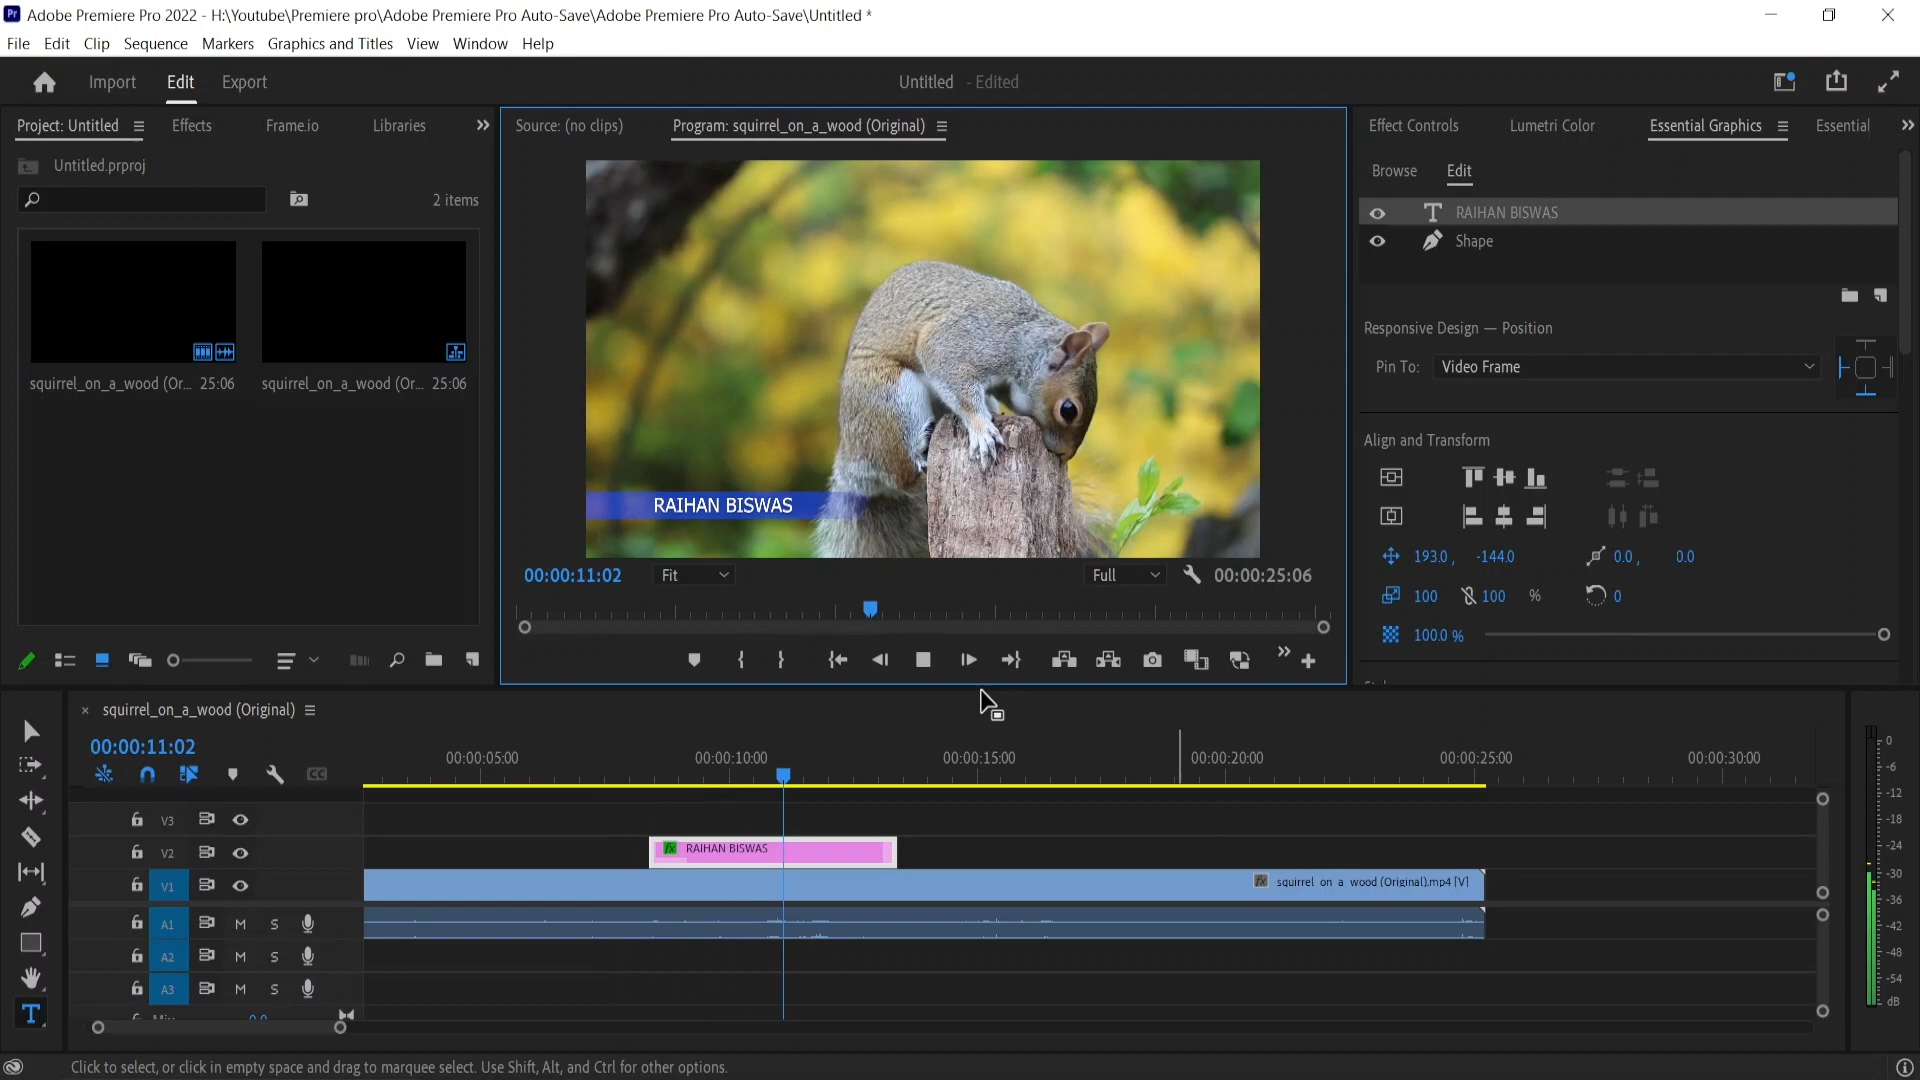 Adobe Premiere Pro 2022 - H:\Youtube\Premiere pro\Adobe Premiere Pro Auto-Save\Adobe Premiere Pro Auto-Save\Untitled *
File Edit Clip Sequence Markers Graphics and Titles View Window Help
Import Edit Export
Untitled - Edited
Project: Untitled Effects Frame.io Libraries
Source: (no clips) Program: squirrel_on_a_wood (Original)
Effect Controls Lumetri Color Essential Graphics Essential
Untitled.prproj
2 items
squirrel_on_a_wood (Or... 25:06
squirrel_on_a_wood (Or... 25:06
RAIHAN BISWAS
00:00:11:02 Fit Full 00:00:25:06
Browse Edit
RAIHAN BISWAS
Shape
Responsive Design — Position
Pin To: Video Frame
Align and Transform
193.0 , -144.0 0.0 , 0.0
100 100 % 0
100.0 %
squirrel_on_a_wood (Original)
00:00:11:02
00:00:05:00 00:00:10:00 00:00:15:00 00:00:20:00 00:00:25:00 00:00:30:00
V3
V2 fx RAIHAN BISWAS
V1 fx squirrel_on_a_wood (Original).mp4 [V]
A1 M S
A2 M S
A3 M S
0
-6
-12
-18
-24
-30
-36
-42
-48
-54
dB
Click to select, or click in empty space and drag to marquee select. Use Shift, Alt, and Ctrl for other options.